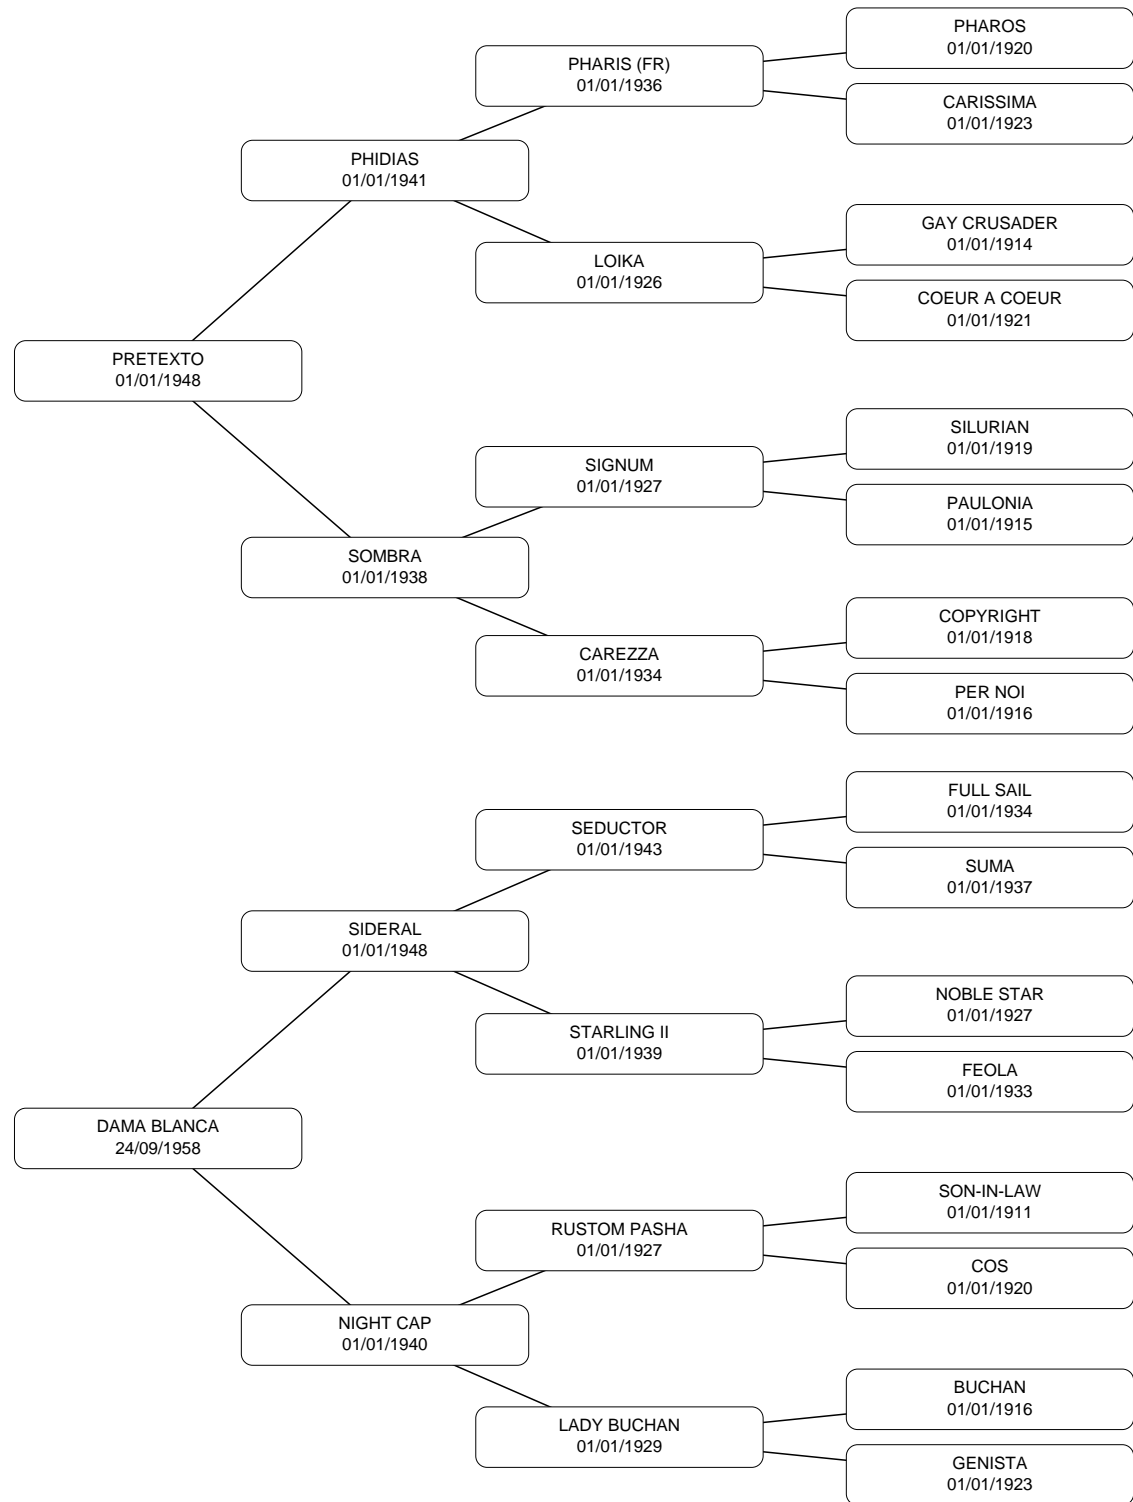 PHAROS
01/01/1920
PHARIS (FR)
01/01/1936
CARISSIMA
01/01/1923
PHIDIAS
01/01/1941
GAY CRUSADER
01/01/1914
LOIKA
01/01/1926
COEUR A COEUR
01/01/1921
PRETEXTO
01/01/1948
SILURIAN
01/01/1919
SIGNUM
01/01/1927
PAULONIA
01/01/1915
SOMBRA
01/01/1938
COPYRIGHT
01/01/1918
CAREZZA
01/01/1934
PER NOI
01/01/1916
FULL SAIL
01/01/1934
SEDUCTOR
01/01/1943
SUMA
01/01/1937
SIDERAL
01/01/1948
NOBLE STAR
01/01/1927
STARLING II
01/01/1939
FEOLA
01/01/1933
DAMA BLANCA
24/09/1958
SON-IN-LAW
01/01/1911
RUSTOM PASHA
01/01/1927
COS
01/01/1920
NIGHT CAP
01/01/1940
BUCHAN
01/01/1916
LADY BUCHAN
01/01/1929
GENISTA
01/01/1923